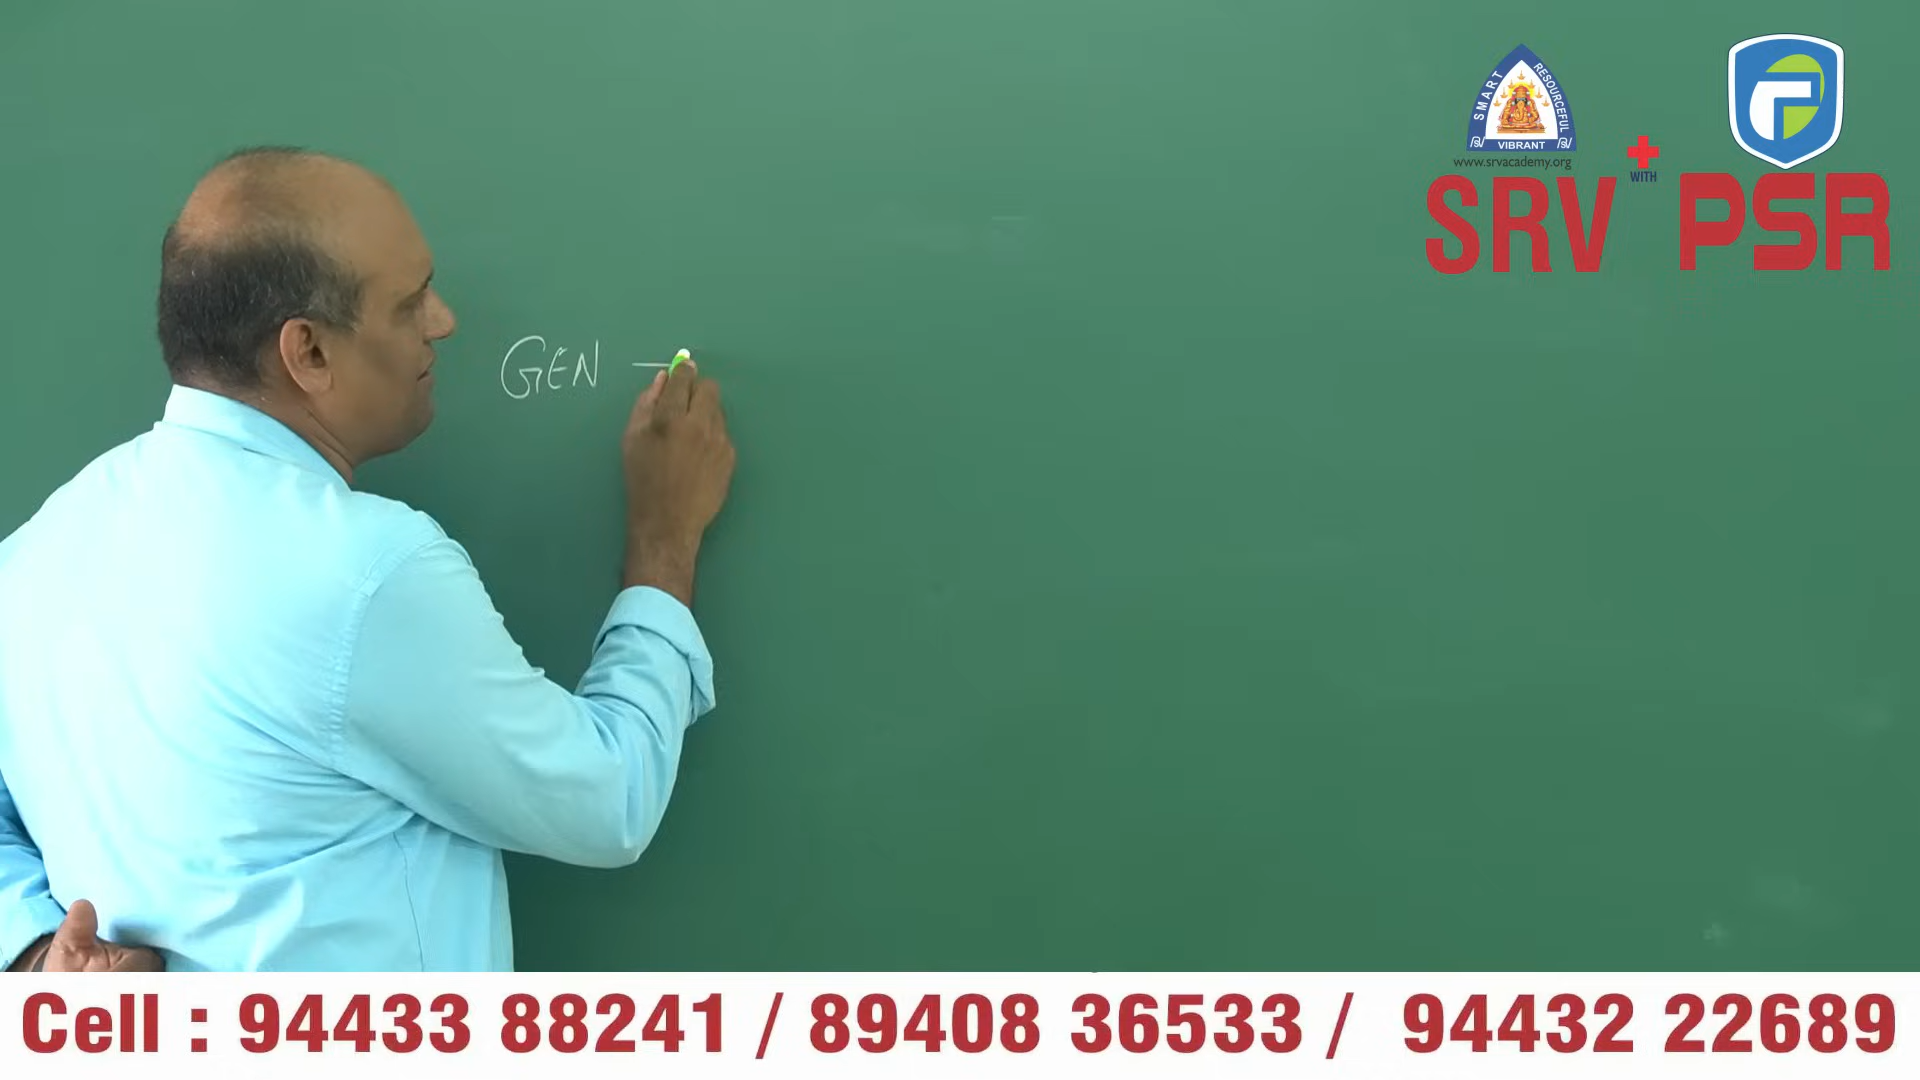 SMART RESOURCEFUL
VIBRANT
www.srvacademy.org
WITH
SRV + PSR
GEN —
Cell : 94433 88241 / 89408 36533 / 94432 22689